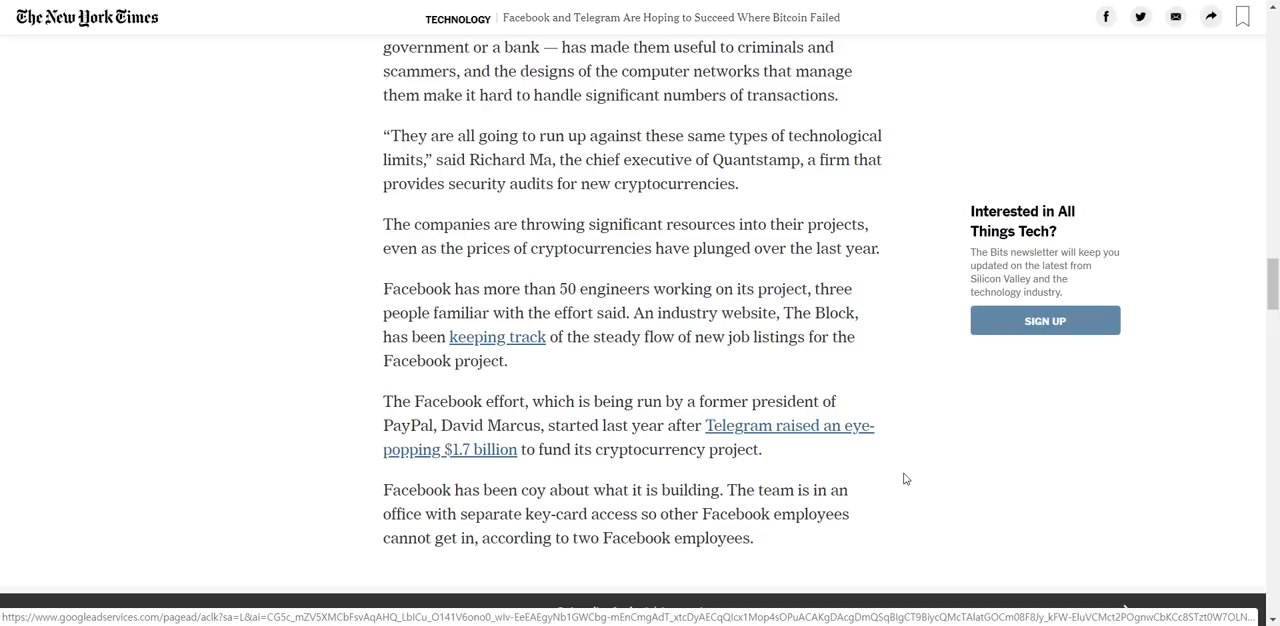 The New York Times
TECHNOLOGY | Facebook and Telegram Are Hoping to Succeed Where Bitcoin Failed
government or a bank — has made them useful to criminals and
scammers, and the designs of the computer networks that manage
them make it hard to handle significant numbers of transactions.
“They are all going to run up against these same types of technological
limits,” said Richard Ma, the chief executive of Quantstamp, a firm that
provides security audits for new cryptocurrencies.
The companies are throwing significant resources into their projects,
even as the prices of cryptocurrencies have plunged over the last year.
Facebook has more than 50 engineers working on its project, three
people familiar with the effort said. An industry website, The Block,
has been keeping track of the steady flow of new job listings for the
Facebook project.
The Facebook effort, which is being run by a former president of
PayPal, David Marcus, started last year after Telegram raised an eye-
popping $1.7 billion to fund its cryptocurrency project.
Facebook has been coy about what it is building. The team is in an
office with separate key-card access so other Facebook employees
cannot get in, according to two Facebook employees.
Interested in All
Things Tech?
The Bits newsletter will keep you
updated on the latest from
Silicon Valley and the
technology industry.
SIGN UP